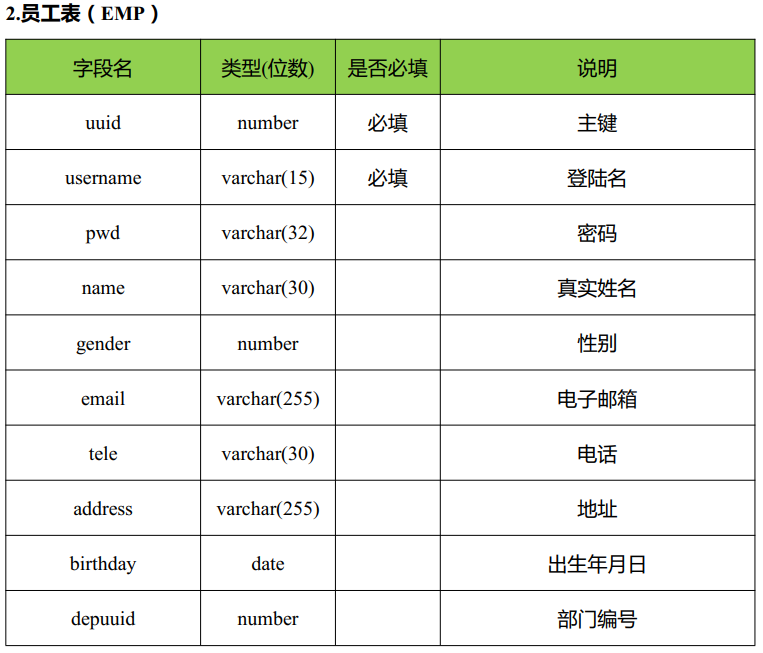 2.员工表（EMP）
字段名 类型(位数) 是否必填 说明
uuid number 必填 主键
username varchar(15) 必填 登陆名
pwd varchar(32) 密码
name varchar(30) 真实姓名
gender number 性别
email varchar(255) 电子邮箱
tele varchar(30) 电话
address varchar(255) 地址
birthday date 出生年月日
depuuid number 部门编号